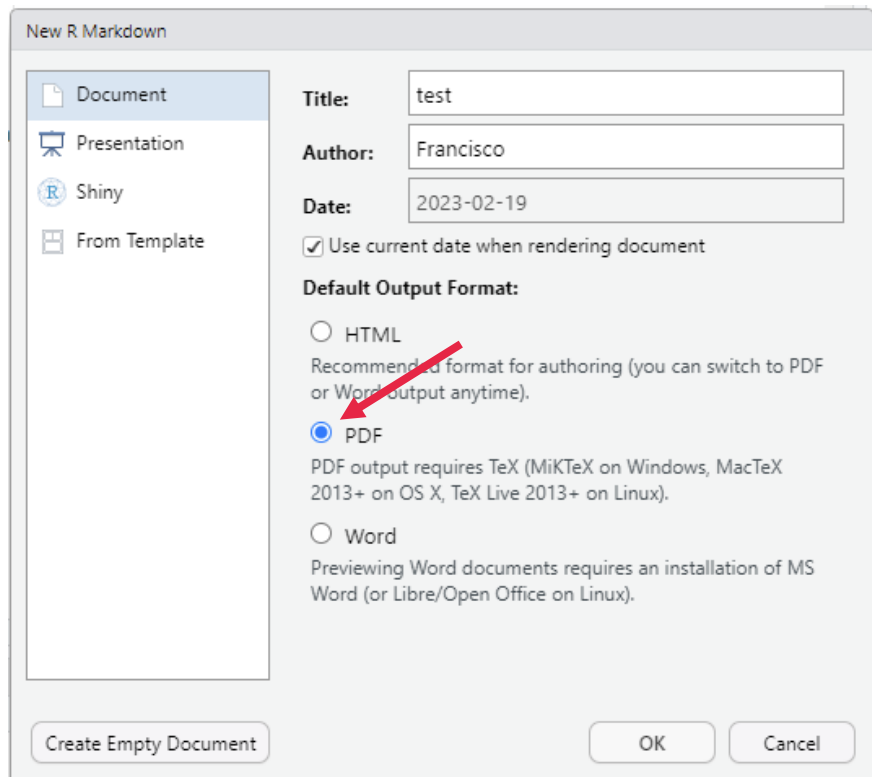 New R Markdown
Document
Presentation
R Shiny
From Template
Title: test
Author: Francisco
Date: 2023-02-19
Use current date when rendering document
Default Output Format:
HTML
Recommended format for authoring (you can switch to PDF
or Word output anytime).
PDF
PDF output requires TeX (MiKTeX on Windows, MacTeX
2013+ on OS X, TeX Live 2013+ on Linux).
Word
Previewing Word documents requires an installation of MS
Word (or Libre/Open Office on Linux).
Create Empty Document
OK
Cancel